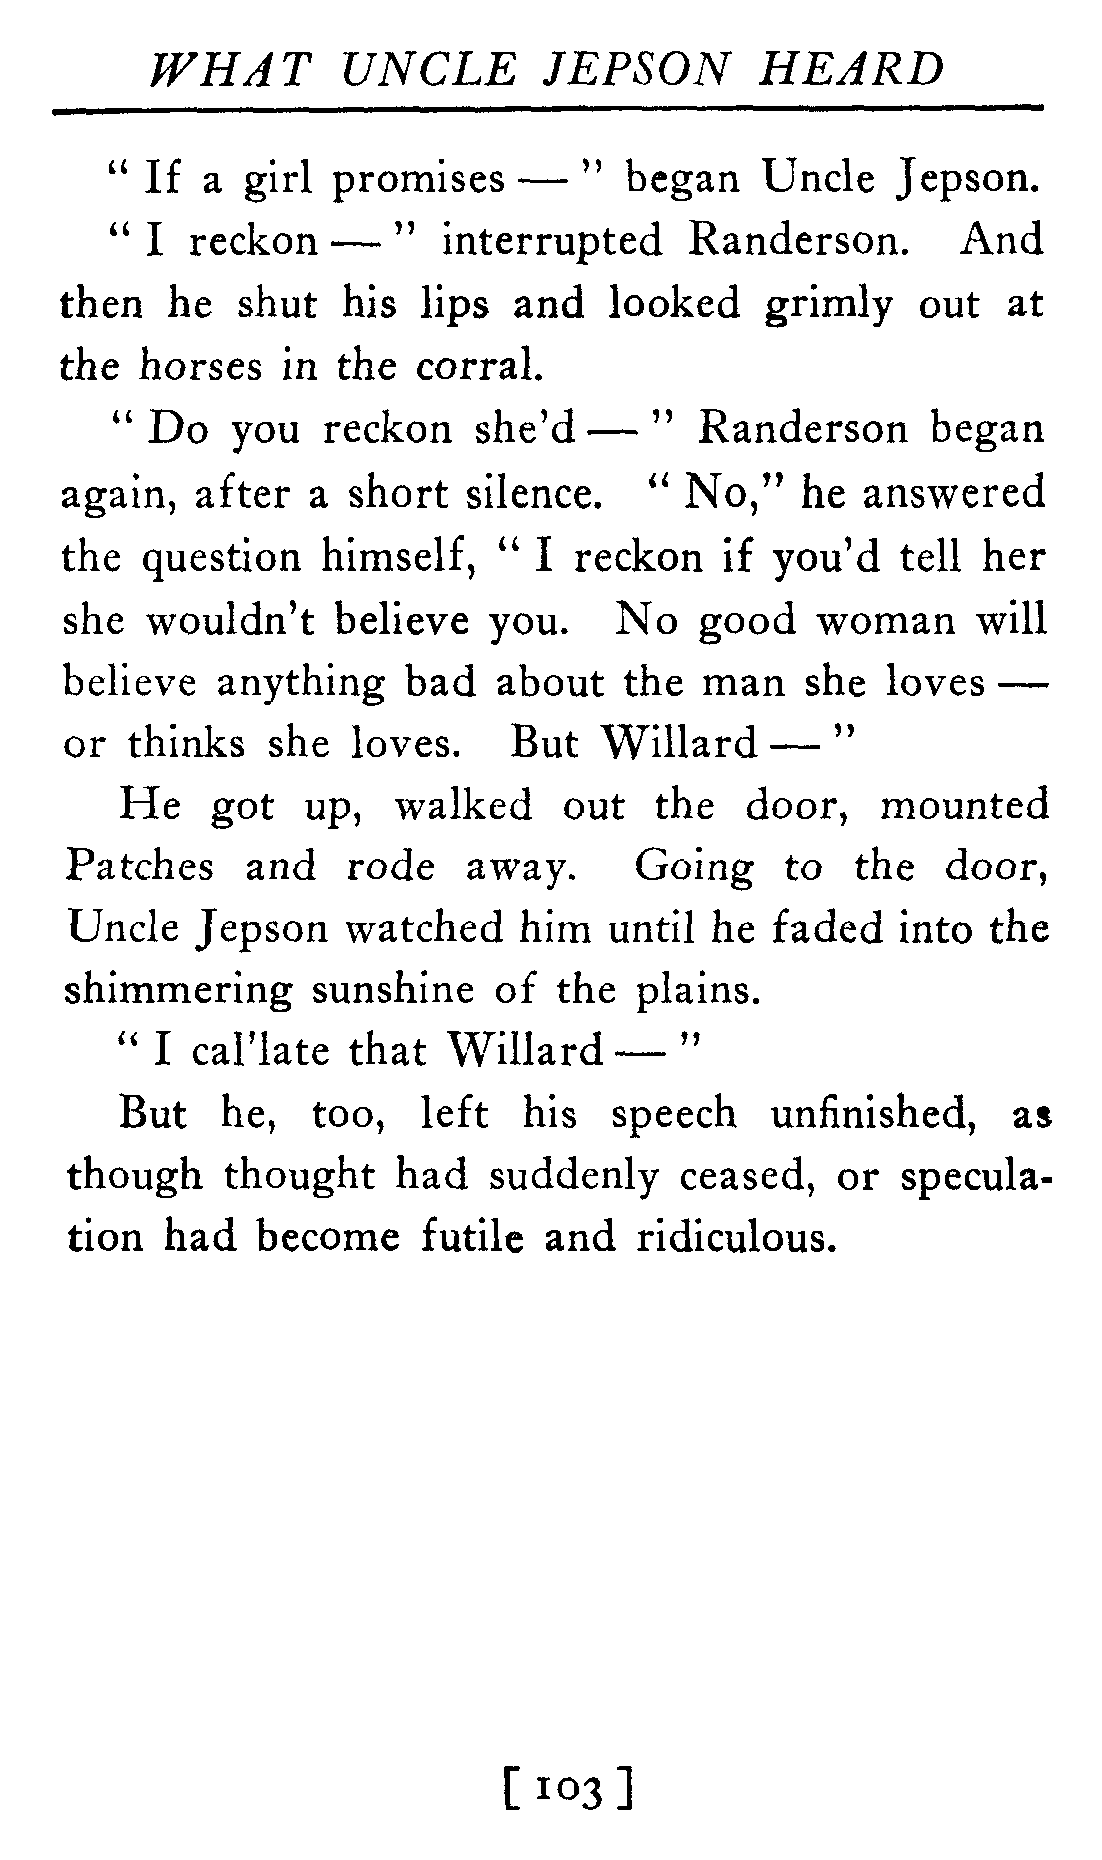 WHAT UNCLE JEPSON HEARD
“ If a girl promises — ” began Uncle Jepson.
“ I reckon — ” interrupted Randerson. And
then he shut his lips and looked grimly out at
the horses in the corral.
“ Do you reckon she’d — ” Randerson began
again, after a short silence. “ No,” he answered
the question himself, “ I reckon if you’d tell her
she wouldn’t believe you. No good woman will
believe anything bad about the man she loves —
or thinks she loves. But Willard — ”
He got up, walked out the door, mounted
Patches and rode away. Going to the door,
Uncle Jepson watched him until he faded into the
shimmering sunshine of the plains.
“ I cal’late that Willard — ”
But he, too, left his speech unfinished, as
though thought had suddenly ceased, or specula-
tion had become futile and ridiculous.
[ 103 ]